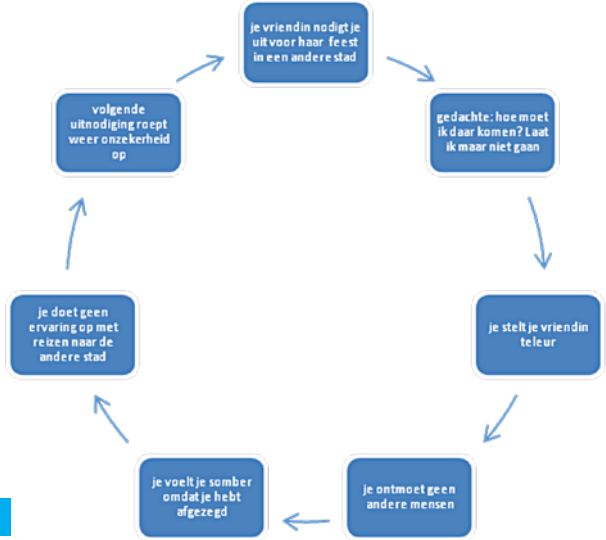 je vriendin nodigt je
uit voor haar feest
in een andere stad
gedachte: hoe moet
ik daar komen? Laat
ik maar niet gaan
je stelt je vriendin
teleur
je ontmoet geen
andere mensen
je voelt je somber
omdat je hebt
afgezegd
je doet geen
ervaring op met
reizen naar de
andere stad
volgende
uitnodiging roept
weer onzekerheid
op